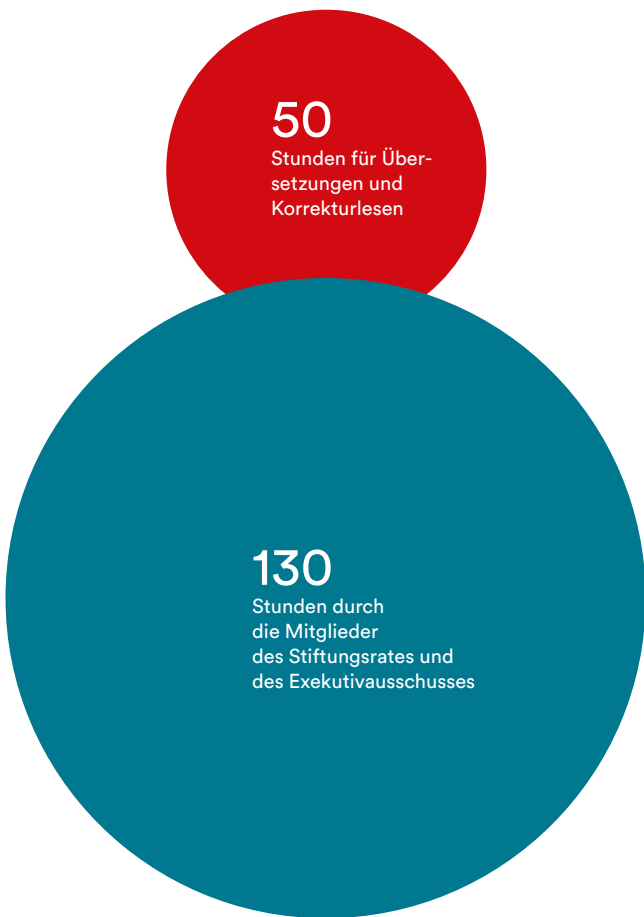 50
Stunden für Über-
setzungen und
Korrekturlesen
130
Stunden durch
die Mitglieder
des Stiftungsrates und
des Exekutivausschusses